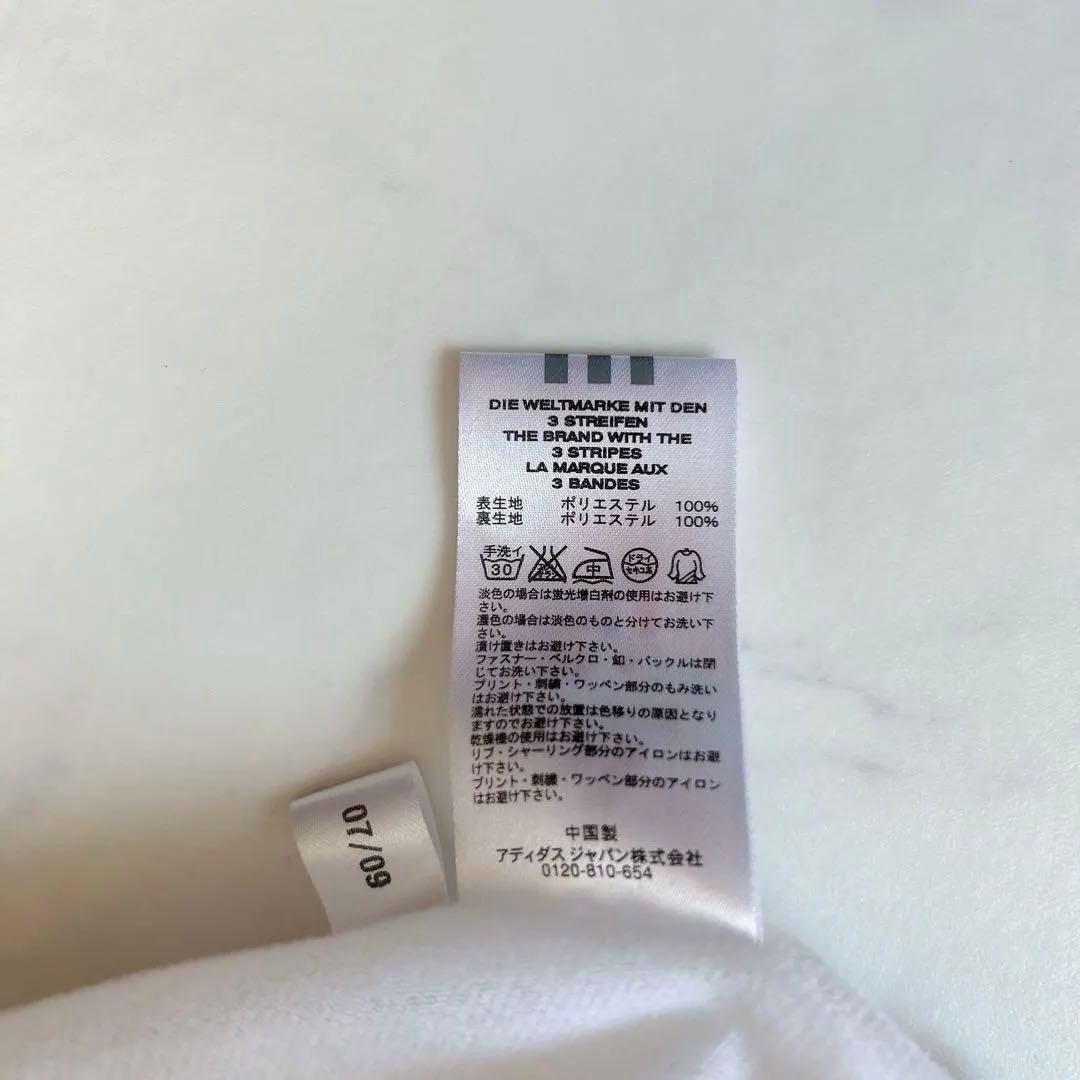 DIE WELTMARKE MIT DEN
3 STREIFEN
THE BRAND WITH THE
3 STRIPES
LA MARQUE AUX
3 BANDES
表生地 ポリエステル 100%
裏生地 ポリエステル 100%
手洗イ
30
中
ドライ
セキユ系
淡色の場合は蛍光増白剤の使用はお避け下
さい。
濃色の場合は淡色のものと分けてお洗い下
さい。
漬け置きはお避け下さい。
ファスナー・ベルクロ・釦・バックルは閉
じてお洗い下さい。
プリント・刺繍・ワッペン部分のもみ洗い
はお避け下さい。
濡れた状態での放置は色移りの原因となり
ますのでお避け下さい。
乾燥機の使用はお避け下さい。
リブ・シャーリング部分のアイロンはお避
け下さい。
プリント・刺繍・ワッペン部分のアイロン
はお避け下さい。
中国製
アディダス ジャパン株式会社
0120-810-654
07/09